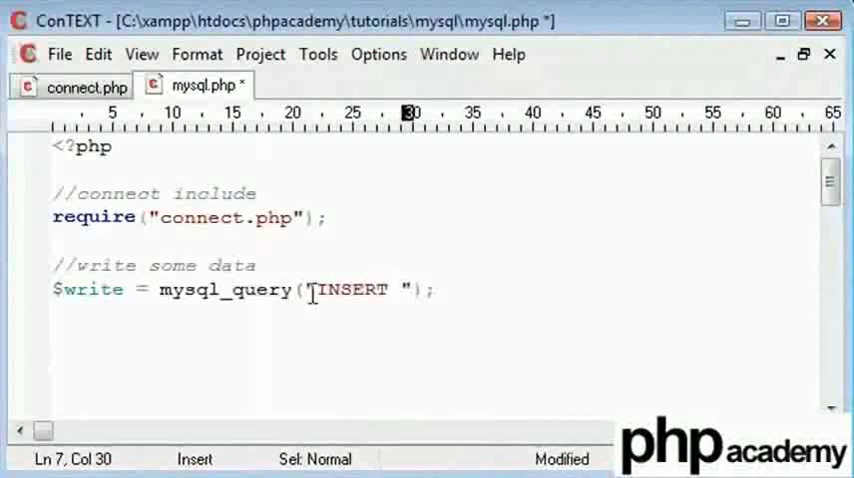 ConTEXT - [C:\xampp\htdocs\phpacademy\tutorials\mysql\mysql.php *]
File Edit View Format Project Tools Options Window Help
connect.php mysql.php *
5 10 15 20 25 30 35 40 45 50 55 60 65
<?php
//connect include
require("connect.php");
//write some data
$write = mysql_query("INSERT ");
Ln 7, Col 30 Insert Sel: Normal Modified
php academy